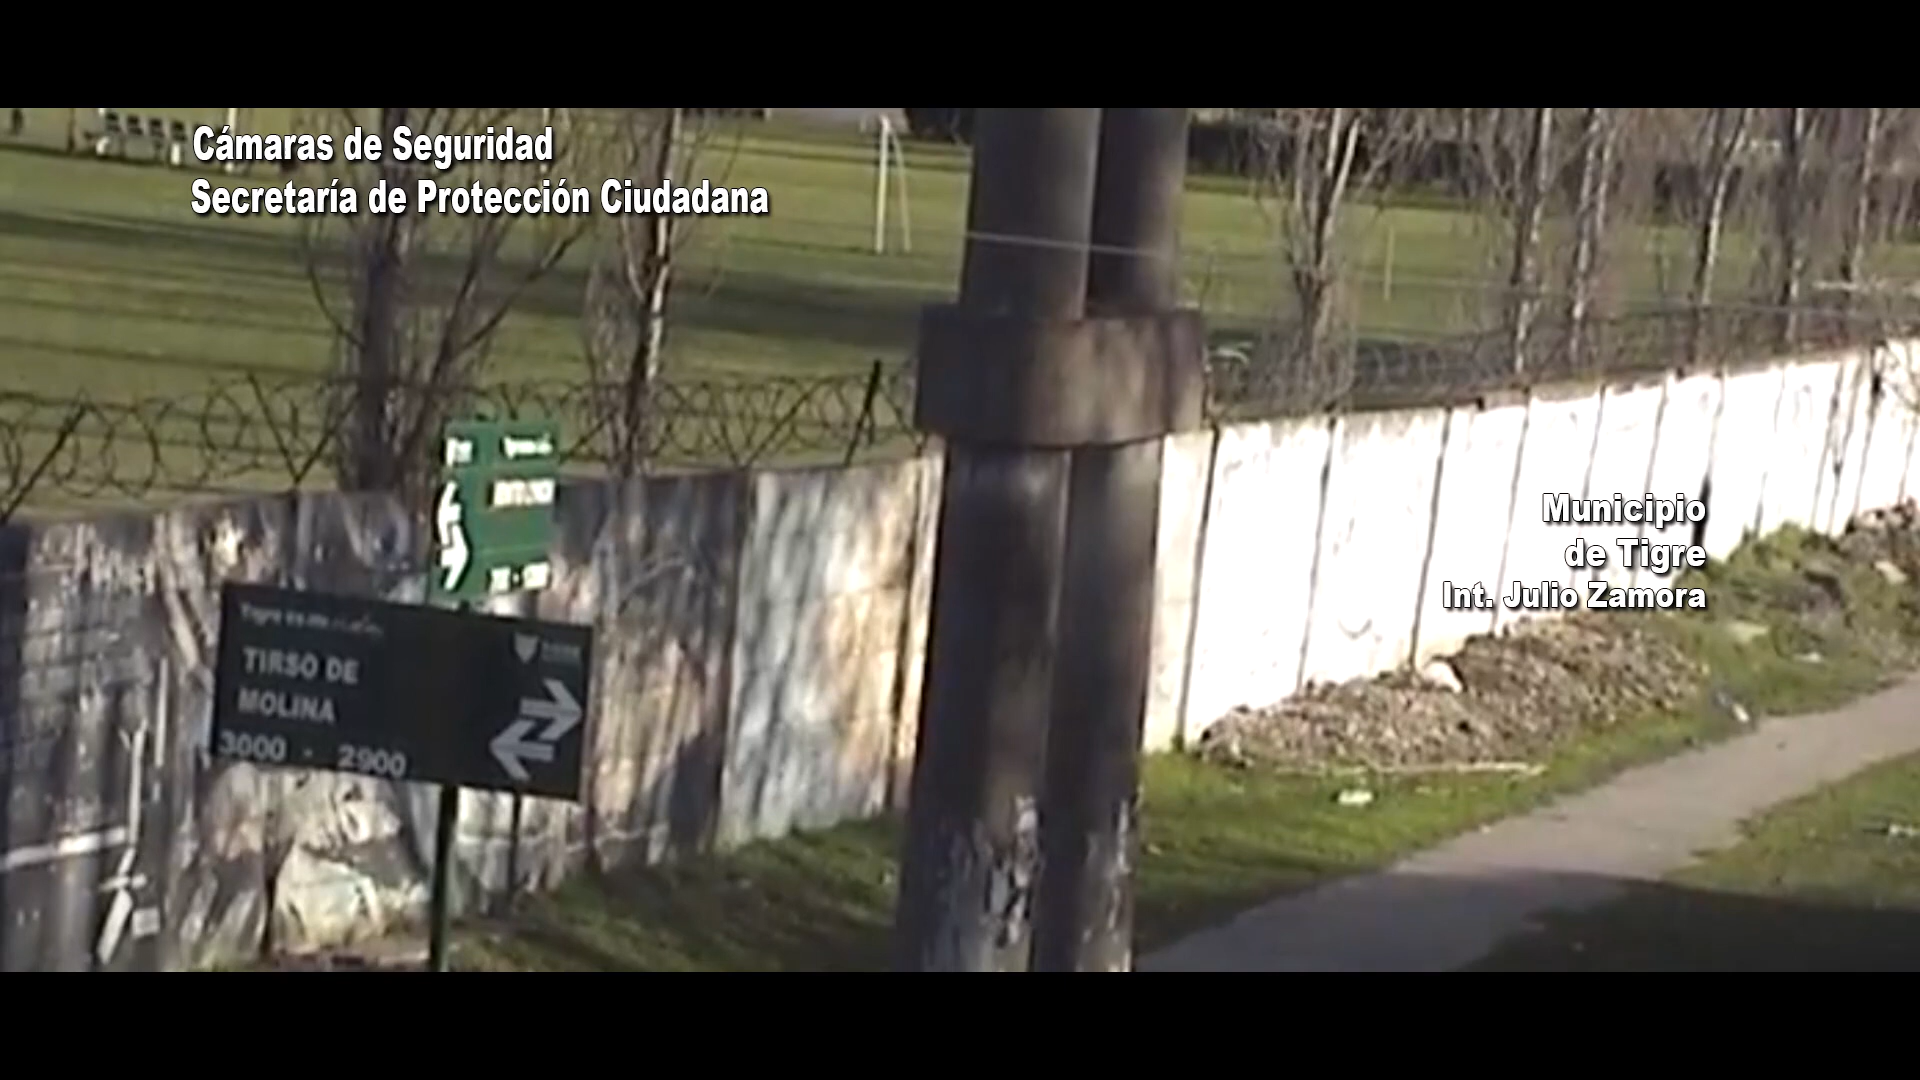 Cámaras de Seguridad
Secretaría de Protección Ciudadana
Municipio
de Tigre
Int. Julio Zamora
TIRSO DE
MOLINA
3000 - 2900